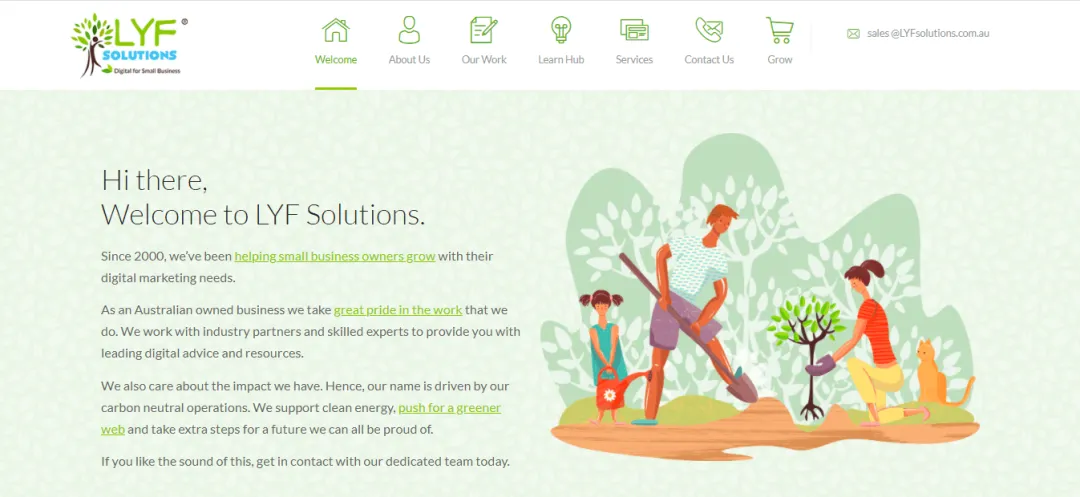 LYF ®
SOLUTIONS
Digital for Small Business
Welcome
About Us
Our Work
Learn Hub
Services
Contact Us
Grow
sales @LYFsolutions.com.au
Hi there,
Welcome to LYF Solutions.
Since 2000, we've been helping small business owners grow with their
digital marketing needs.
As an Australian owned business we take great pride in the work that we
do. We work with industry partners and skilled experts to provide you with
leading digital advice and resources.
We also care about the impact we have. Hence, our name is driven by our
carbon neutral operations. We support clean energy, push for a greener
web and take extra steps for a future we can all be proud of.
If you like the sound of this, get in contact with our dedicated team today.